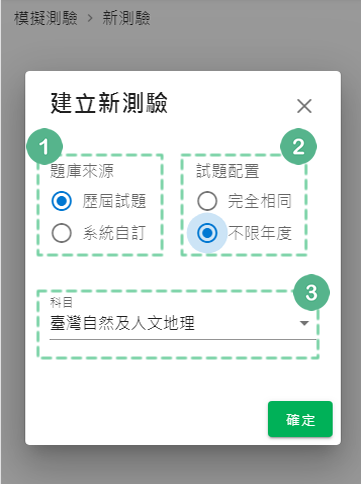 模擬測驗 > 新測驗
建立新測驗
1
題庫來源
歷屆試題
系統自訂
2
試題配置
完全相同
不限年度
3
科目
臺灣自然及人文地理
確定